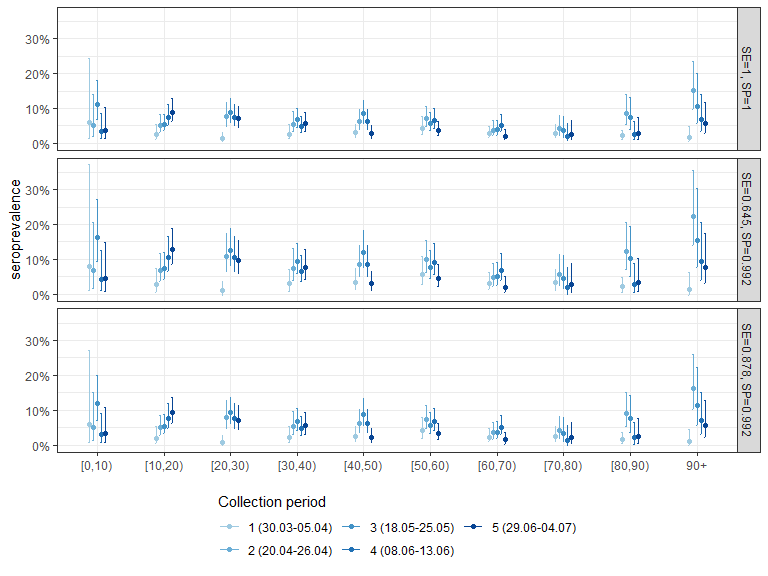 30%
20%
10%
0%
SE=1, SP=1
30%
20%
10%
0%
SE=0.645, SP=0.992
30%
20%
10%
0%
SE=0.878, SP=0.992
seroprevalence
[0,10) [10,20) [20,30) [30,40) [40,50) [50,60) [60,70) [70,80) [80,90) 90+
Collection period
1 (30.03-05.04) 3 (18.05-25.05) 5 (29.06-04.07)
2 (20.04-26.04) 4 (08.06-13.06)